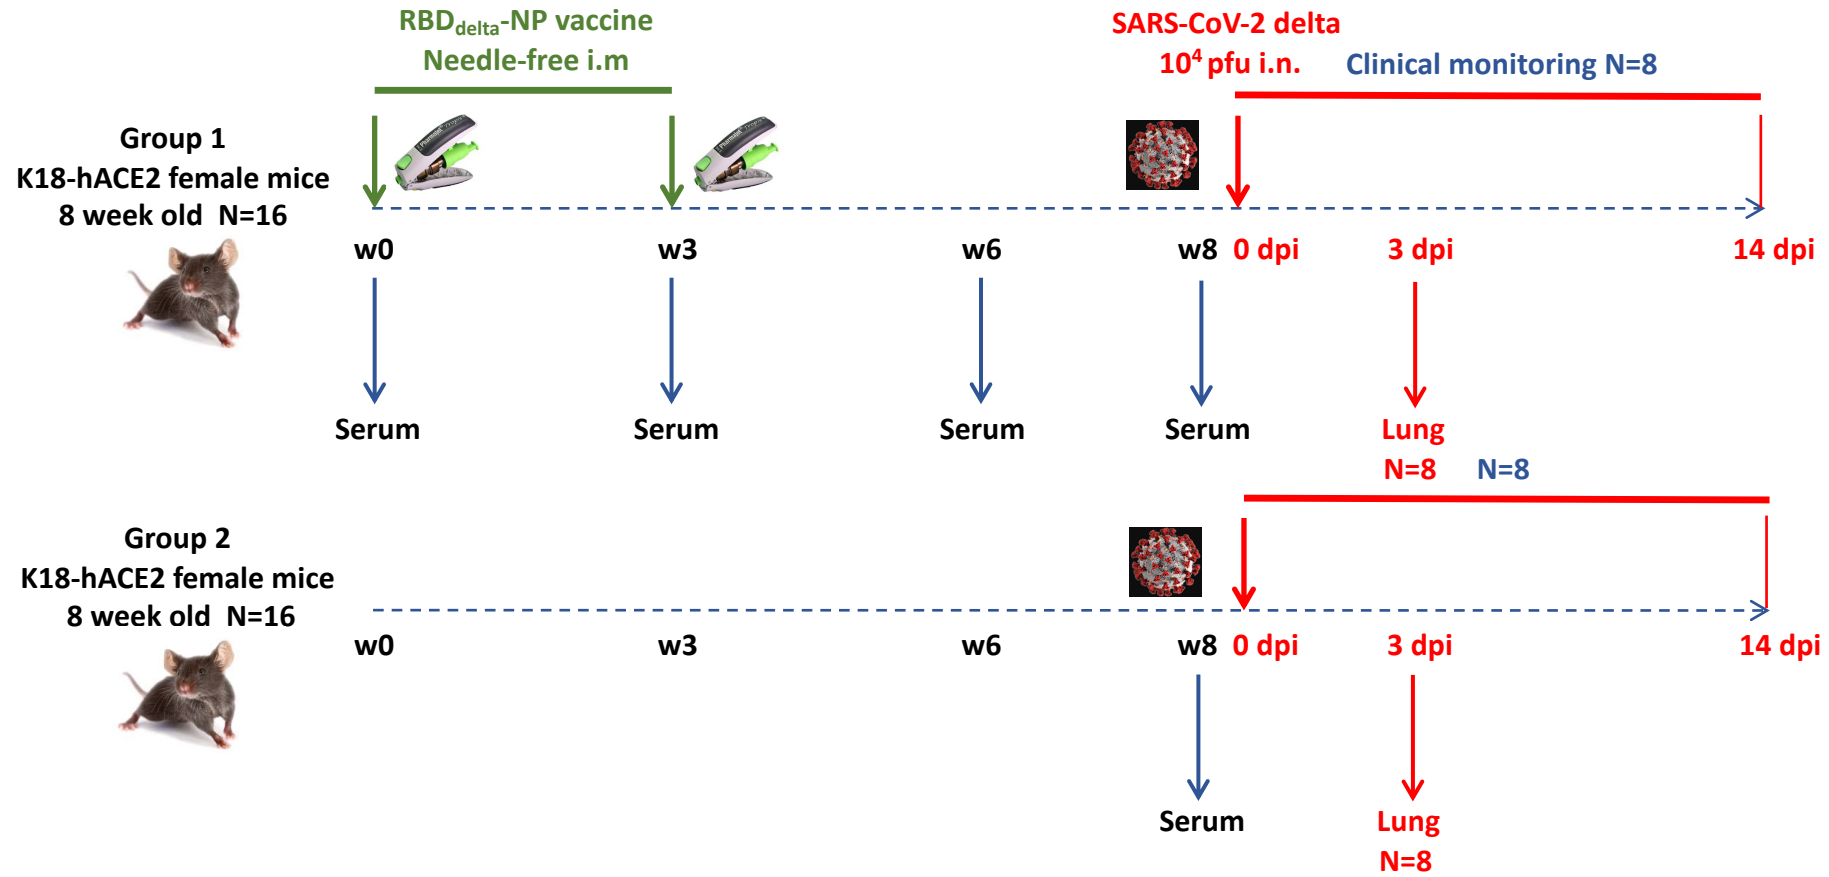 RBDdelta-NP vaccine
Needle-free i.m
SARS-CoV-2 delta
10⁴ pfu i.n.
Clinical monitoring N=8
Group 1
K18-hACE2 female mice
8 week old N=16
w0
w3
w6
w8
0 dpi
3 dpi
14 dpi
Serum
Serum
Serum
Serum
Lung
N=8
N=8
Group 2
K18-hACE2 female mice
8 week old N=16
w0
w3
w6
w8
0 dpi
3 dpi
14 dpi
Serum
Lung
N=8